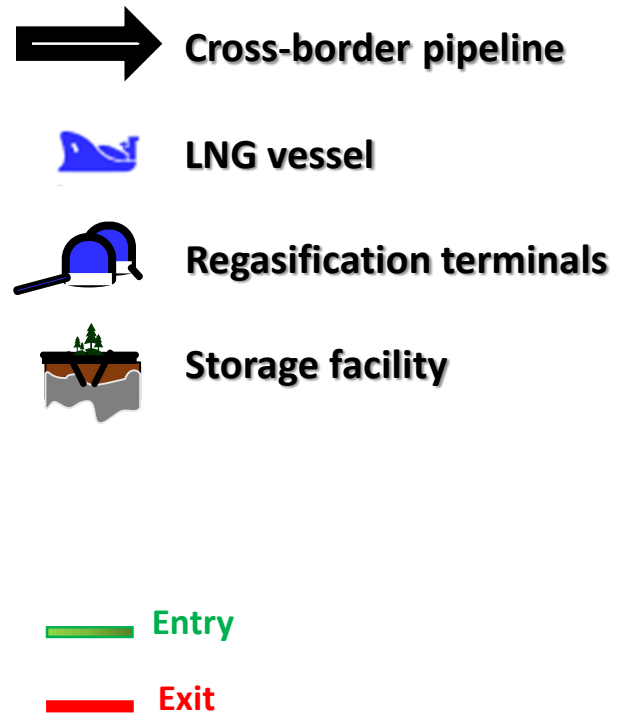 Cross-border pipeline
LNG vessel
Regasification terminals
Storage facility
Entry
Exit